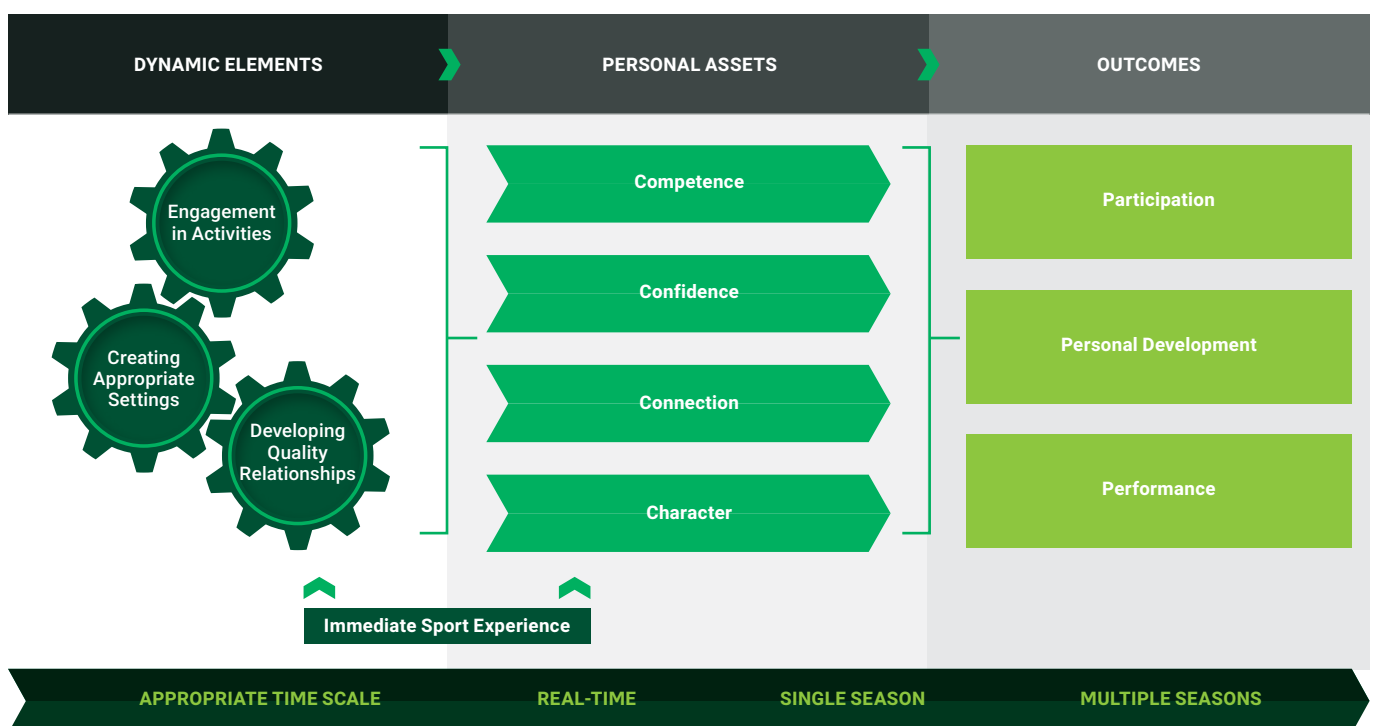 DYNAMIC ELEMENTS
PERSONAL ASSETS
OUTCOMES
Engagement
in Activities
Creating
Appropriate
Settings
Developing
Quality
Relationships
Competence
Confidence
Connection
Character
Participation
Personal Development
Performance
Immediate Sport Experience
APPROPRIATE TIME SCALE
REAL-TIME
SINGLE SEASON
MULTIPLE SEASONS